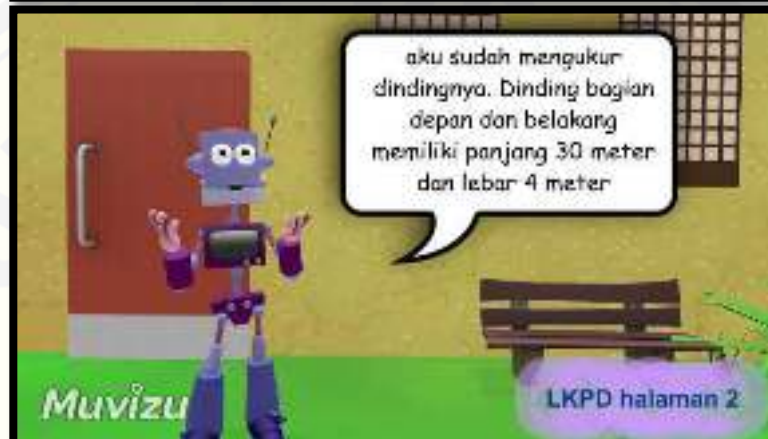 aku sudah mengukur
dindingnya. Dinding bagian
depan dan belakang
memiliki panjang 30 meter
dan lebar 4 meter
Muvizu
LKPD halaman 2